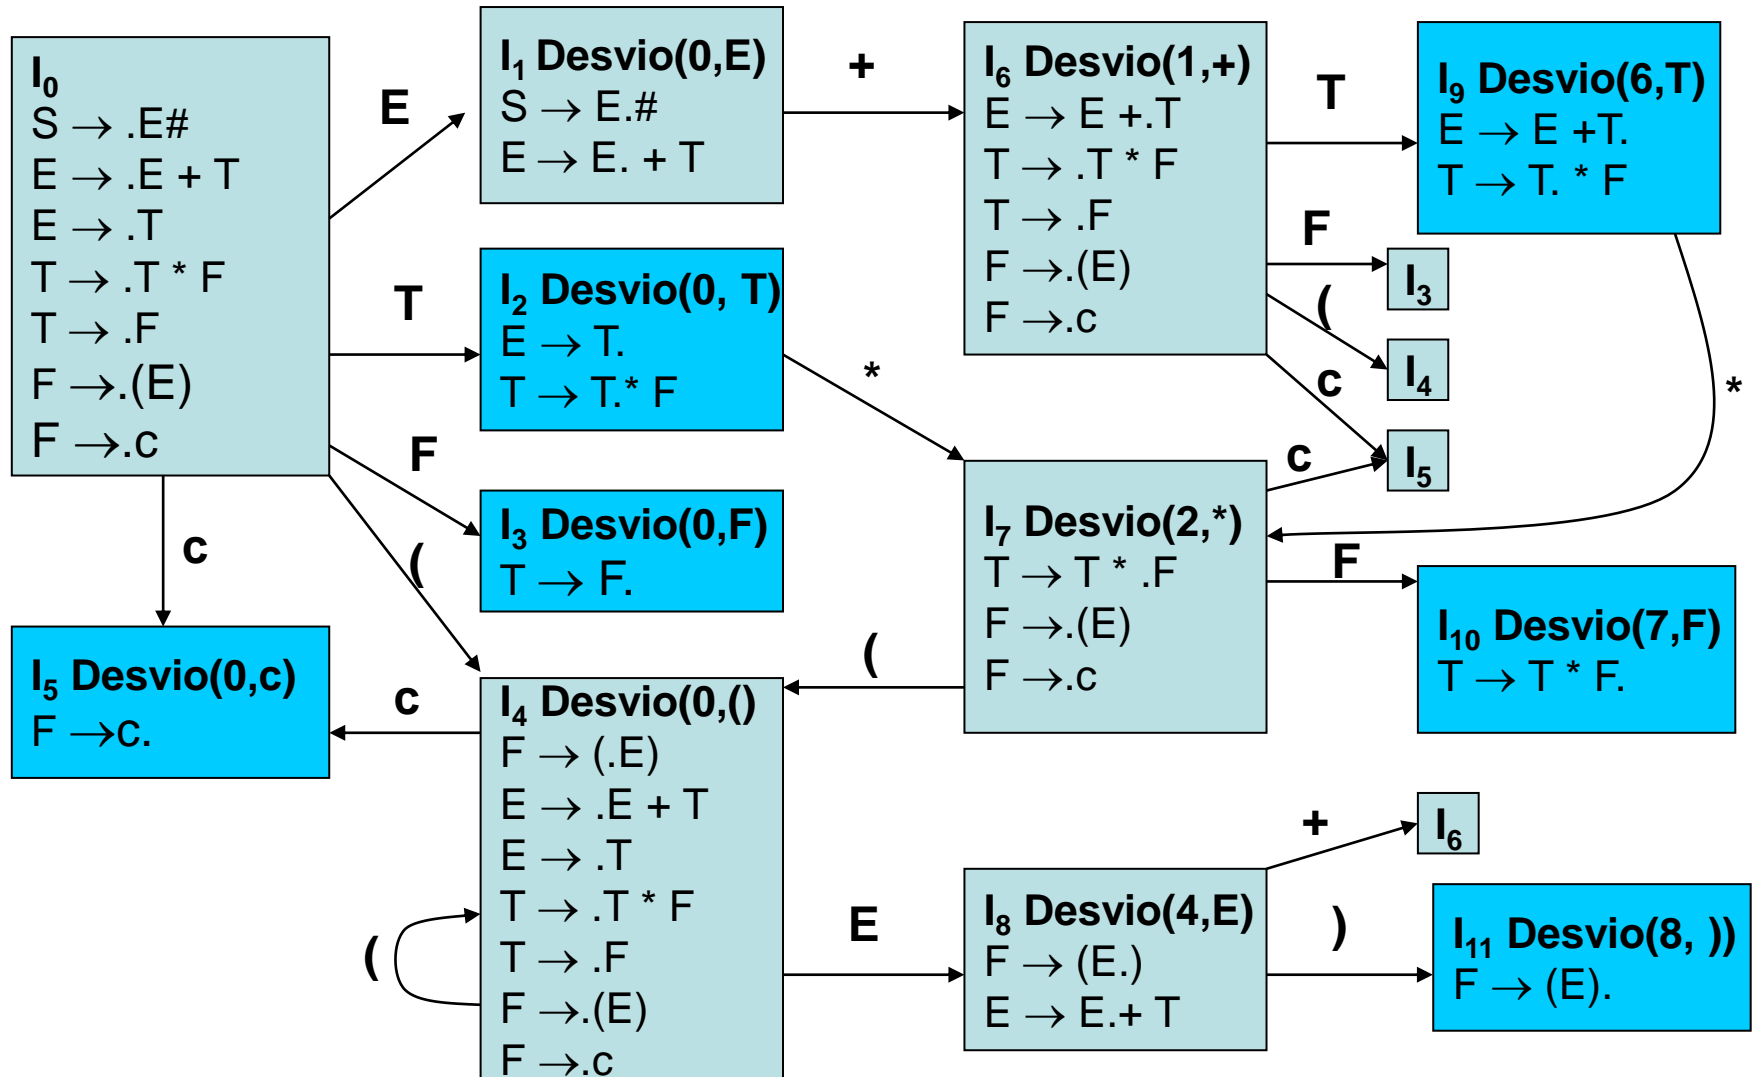 I0
S → .E#
E → .E + T
E → .T
T → .T * F
T → .F
F →.(E)
F →.c
E
T
F
(
c
I1 Desvio(0,E)
S → E.#
E → E. + T
+
I2 Desvio(0, T)
E → T.
T → T.* F
*
I3 Desvio(0,F)
T → F.
I5 Desvio(0,c)
F →c.
c
I4 Desvio(0,()
F → (.E)
E → .E + T
E → .T
T → .T * F
T → .F
F →.(E)
F →.c
(
E
I6 Desvio(1,+)
E → E +.T
T → .T * F
T → .F
F →.(E)
F →.c
T
F
(
c
I9 Desvio(6,T)
E → E +T.
T → T. * F
*
I3
I4
I5
I7 Desvio(2,*)
T → T * .F
F →.(E)
F →.c
c
F
(
I10 Desvio(7,F)
T → T * F.
I8 Desvio(4,E)
F → (E.)
E → E.+ T
+
)
I6
I11 Desvio(8, ))
F → (E).